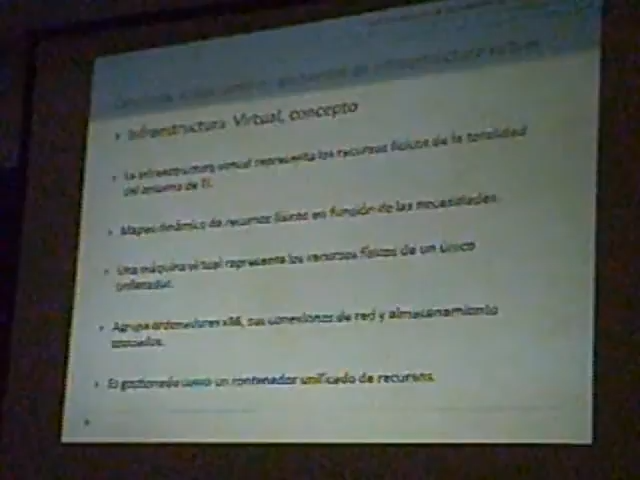 Infraestructura Virtual, concepto
La infraestructura virtual representa los recursos físicos de la totalidad
del entorno de TI.
Mapeo dinámico de recursos físicos en función de las necesidades.
Una máquina virtual representa los recursos físicos de un único
ordenador.
Agrupa ordenadores x86, sus conexiones de red y almacenamiento
asociados.
Es gestionado como un contenedor unificado de recursos.